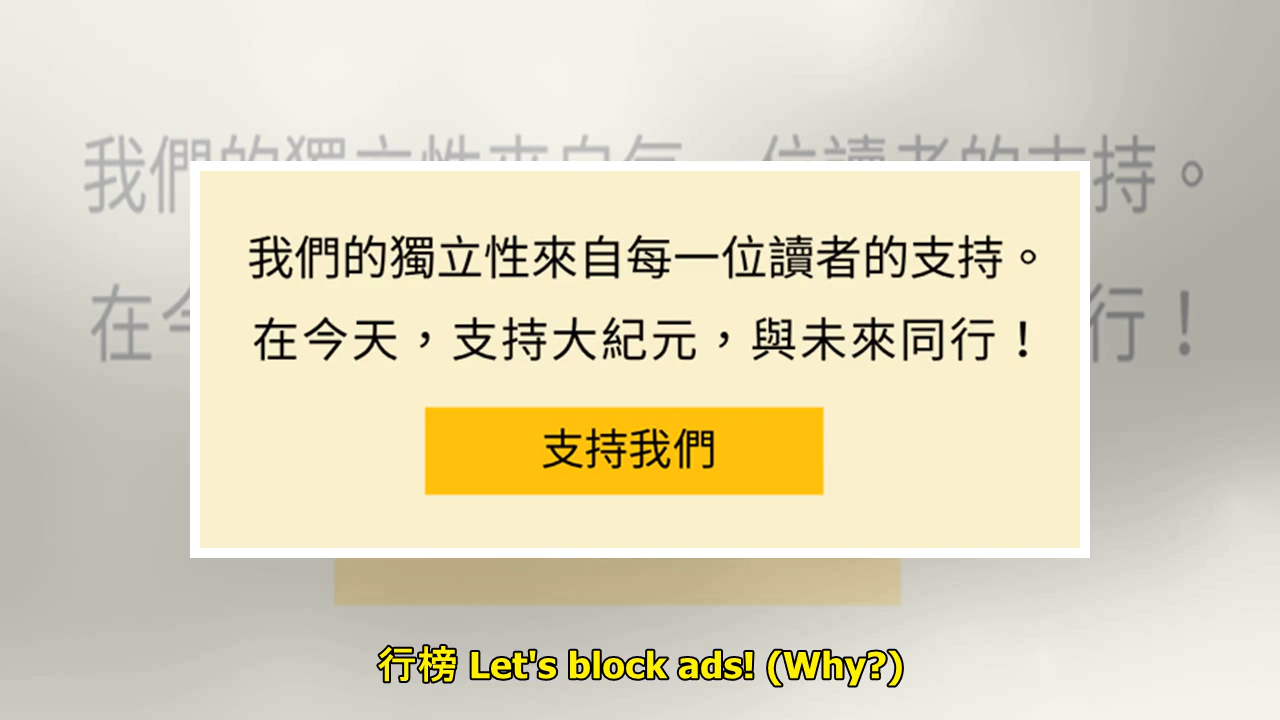 我們的獨立性來自每一位讀者的支持。
在今天，支持大紀元，與未來同行！
支持我們
行榜 Let's block ads! (Why?)